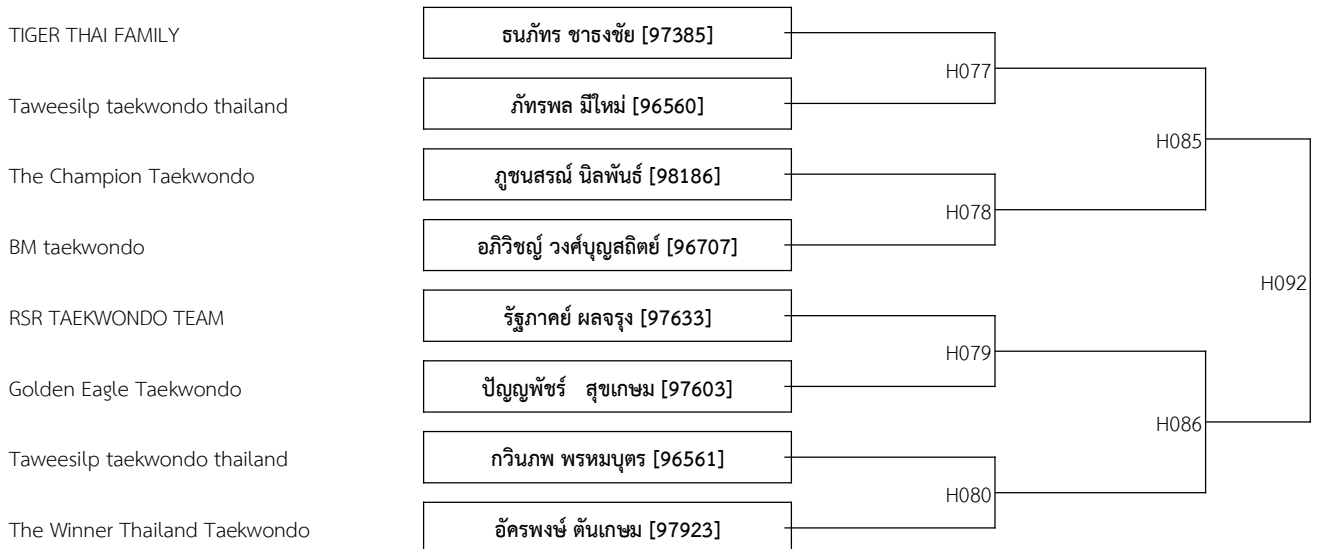 TIGER THAI FAMILY
ธนภัทร ชาธงชัย [97385]
H077
Taweesilp taekwondo thailand
ภัทรพล มีใหม่ [96560]
H085
The Champion Taekwondo
ภูชนสรณ์ นิลพันธ์ [98186]
H078
BM taekwondo
อภิวิชญ์ วงศ์บุญสถิตย์ [96707]
H092
RSR TAEKWONDO TEAM
รัฐภาคย์ ผลจรุง [97633]
H079
Golden Eagle Taekwondo
ปัญญพัชร์ สุขเกษม [97603]
H086
Taweesilp taekwondo thailand
กวินภพ พรหมบุตร [96561]
H080
The Winner Thailand Taekwondo
อัครพงษ์ ตันเกษม [97923]